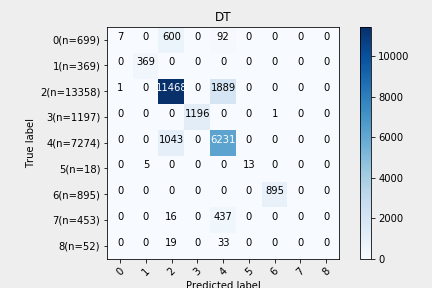 DT
0(n=699) 7 0 600 0 92 0 0 0 0
1(n=369) 0 369 0 0 0 0 0 0 0
2(n=13358) 1 0 11468 0 1889 0 0 0 0
3(n=1197) 0 0 0 1196 0 0 1 0 0
4(n=7274) 0 0 1043 0 6231 0 0 0 0
5(n=18) 0 5 0 0 0 13 0 0 0
6(n=895) 0 0 0 0 0 0 895 0 0
7(n=453) 0 0 16 0 437 0 0 0 0
8(n=52) 0 0 19 0 33 0 0 0 0
0 1 2 3 4 5 6 7 8
Predicted label
True label
10000
8000
6000
4000
2000
0